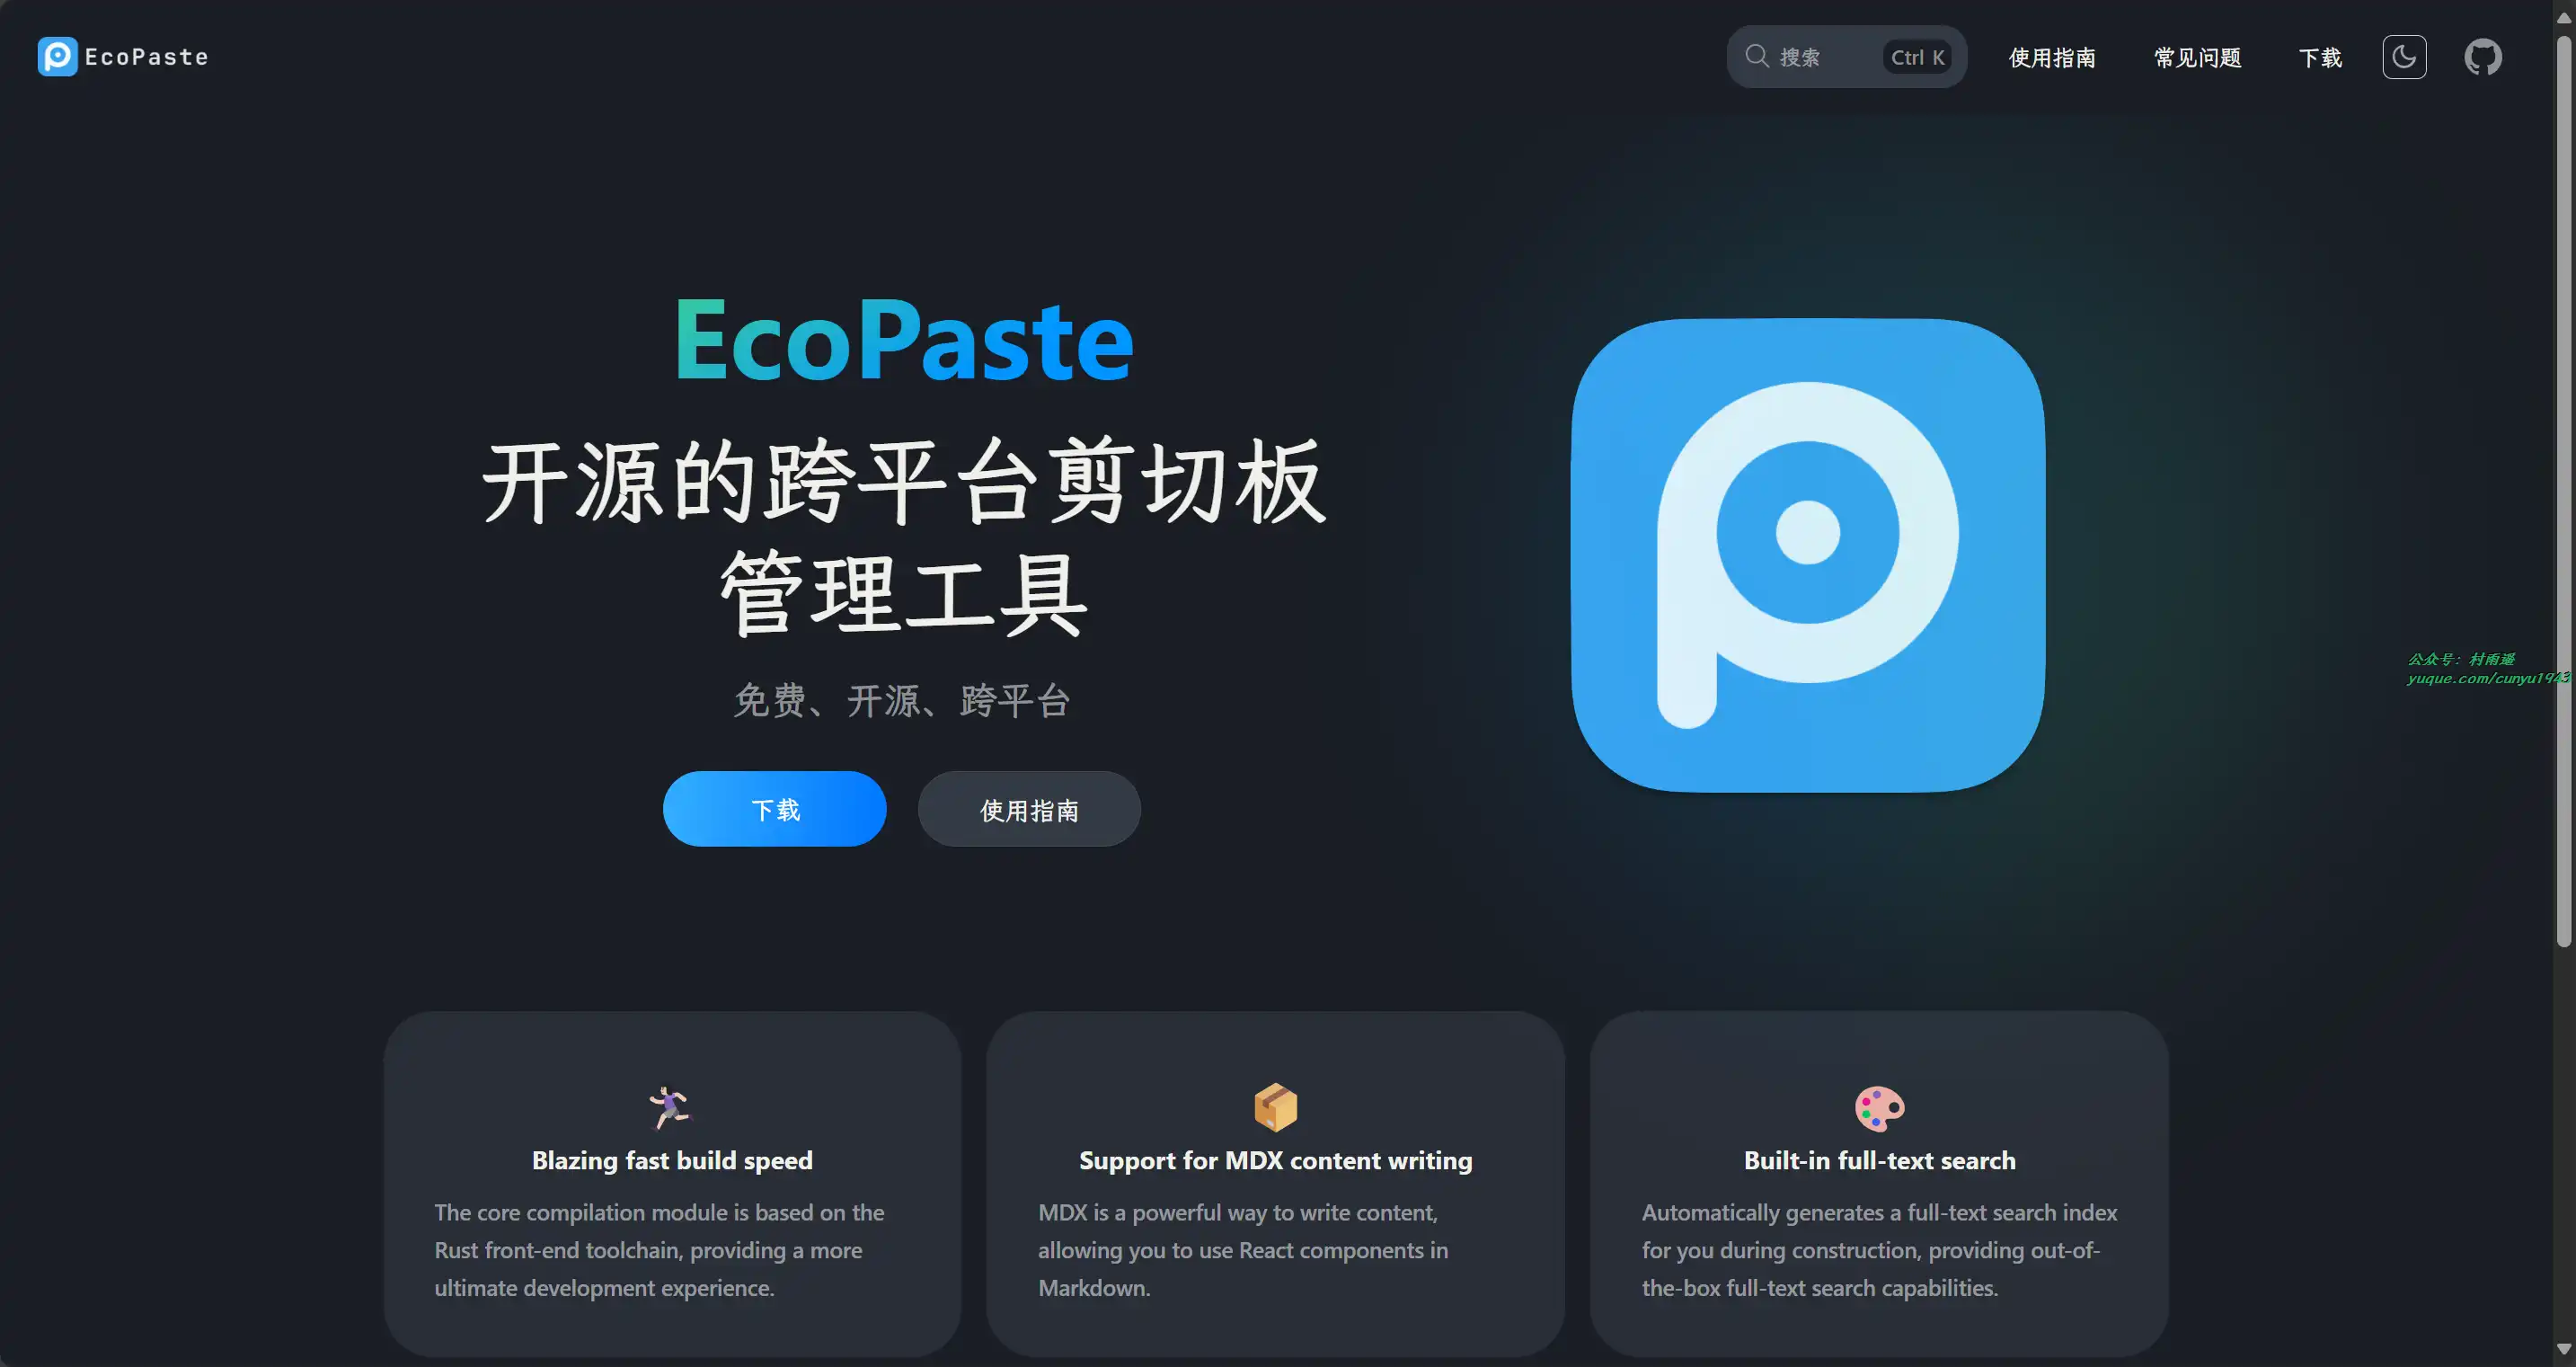 EcoPaste
搜索
Ctrl K
使用指南
常见问题
下载
EcoPaste
开源的跨平台剪切板
管理工具
免费、开源、跨平台
下载
使用指南
公众号：村雨遥
yuque.com/cunyu1943
Blazing fast build speed
The core compilation module is based on the
Rust front-end toolchain, providing a more
ultimate development experience.
Support for MDX content writing
MDX is a powerful way to write content,
allowing you to use React components in
Markdown.
Built-in full-text search
Automatically generates a full-text search index
for you during construction, providing out-of-
the-box full-text search capabilities.